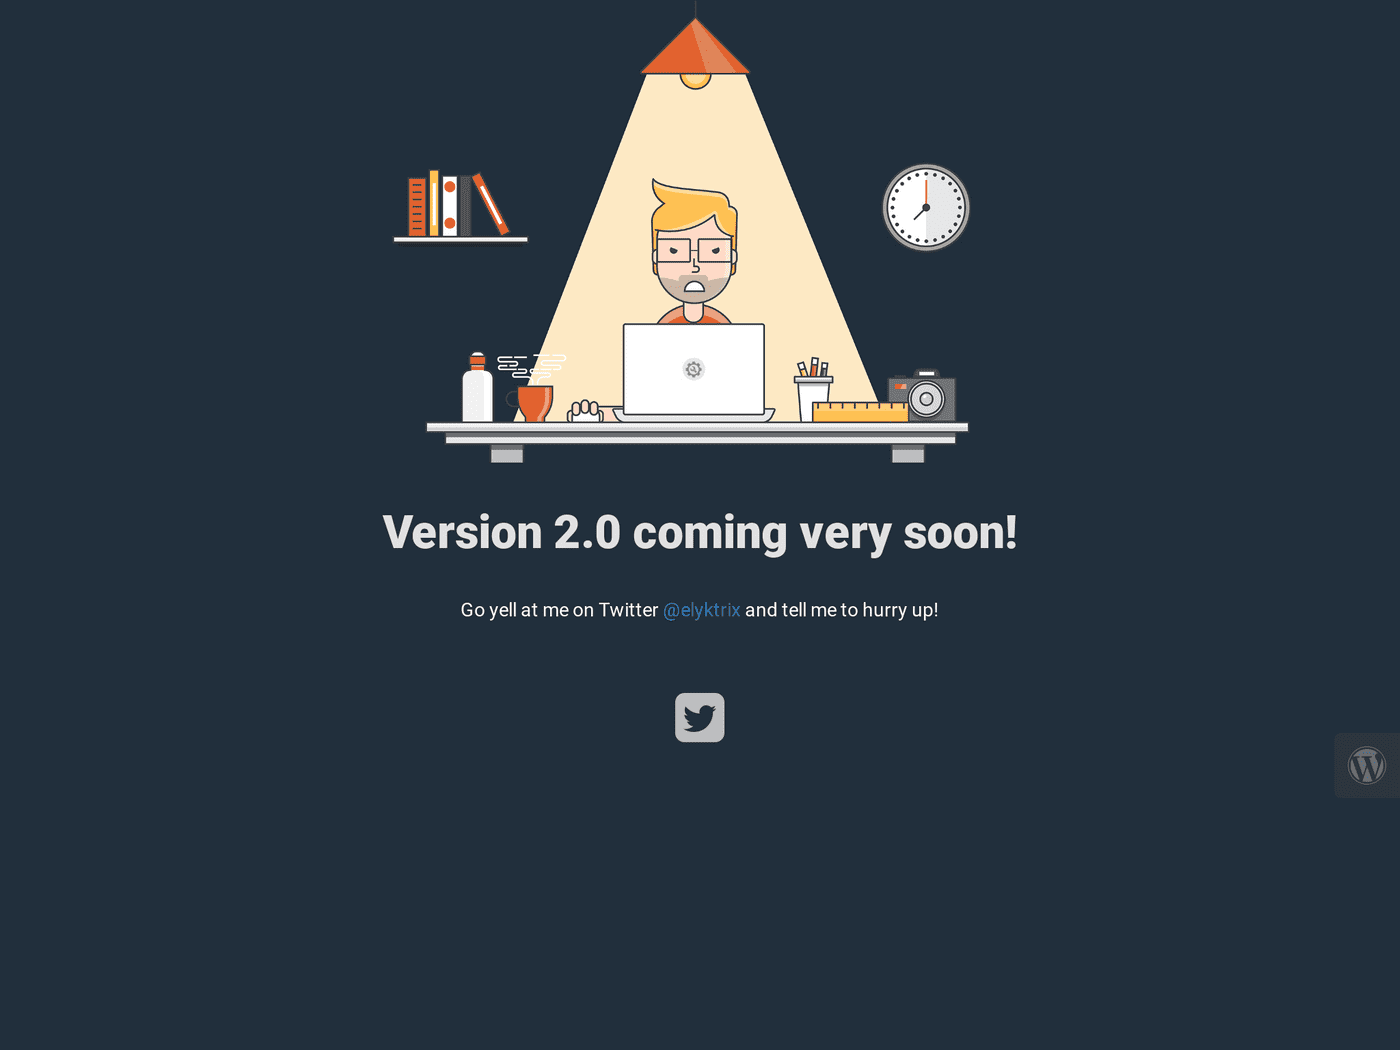 Version 2.0 coming very soon!
Go yell at me on Twitter @elyktrix and tell me to hurry up!